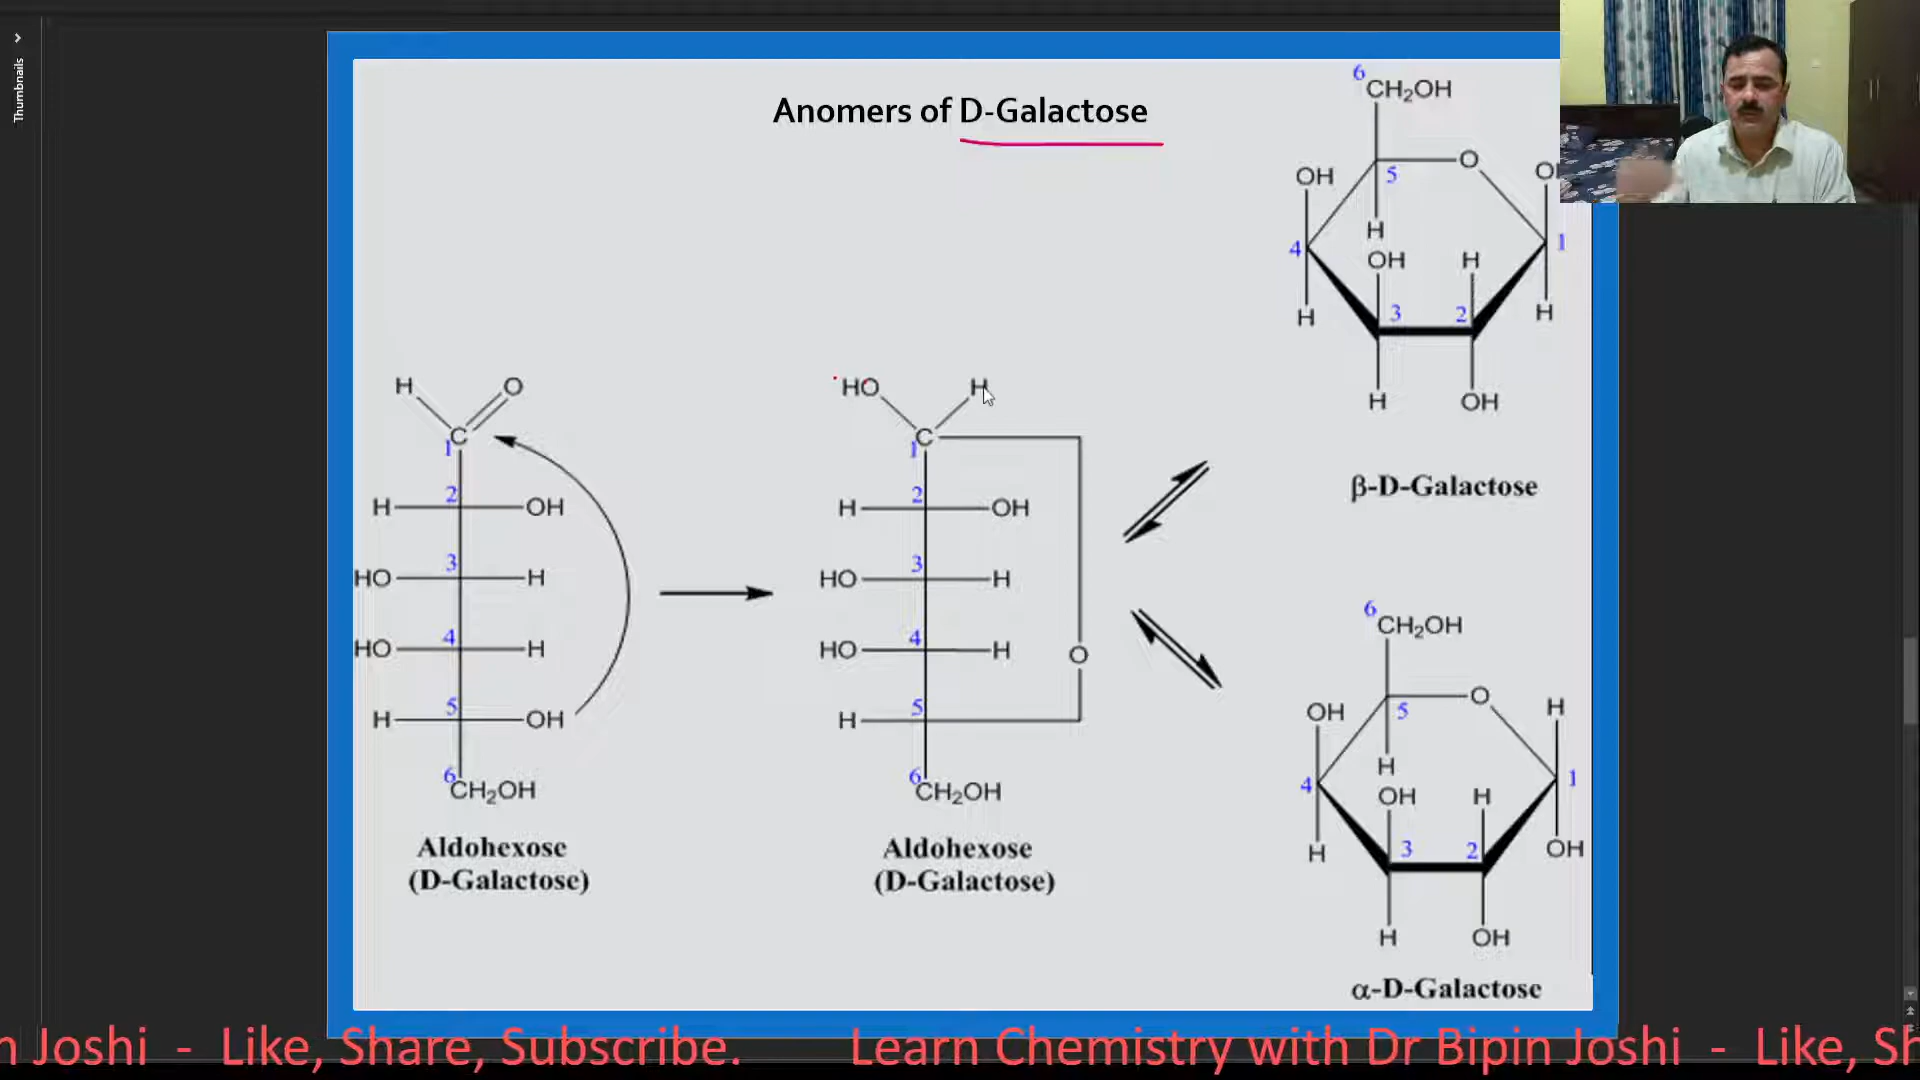 Thumbnails
Anomers of D-Galactose
H O
C
1
2
H OH
3
HO H
4
HO H
5
H OH
6
CH₂OH
Aldohexose
(D-Galactose)
HO H
C
1
2
H OH
3
HO H
4
HO H
O
5
H
6
CH₂OH
Aldohexose
(D-Galactose)
6
CH₂OH
O
OH 5
H
4 1
OH H
H 3 2 H
H OH
β-D-Galactose
6
CH₂OH
O
OH 5 H
H
4 1
OH H
H 3 2 OH
H OH
α-D-Galactose
n Joshi - Like, Share, Subscribe. Learn Chemistry with Dr Bipin Joshi - Like, Sh